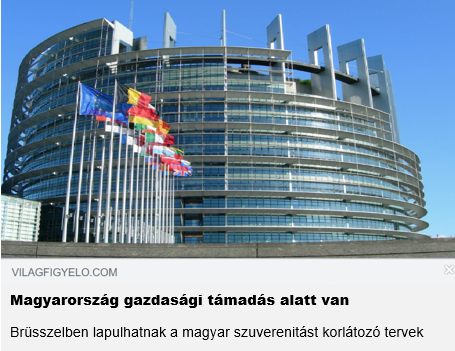 VILAGFIGYELO.COM
Magyarország gazdasági támadás alatt van
Brüsszelben lapulhatnak a magyar szuverenitást korlátozó tervek